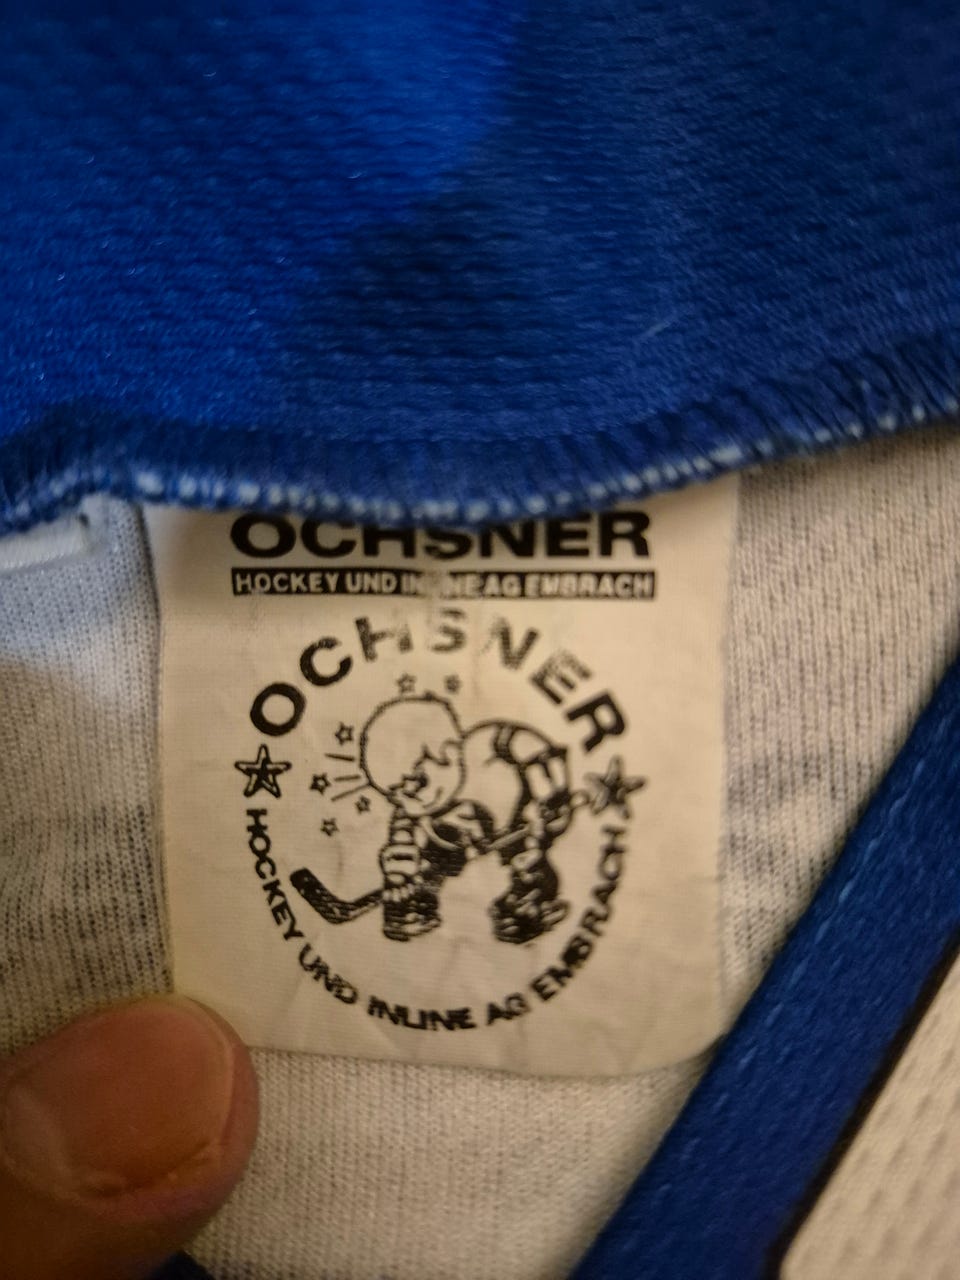 OCHSNER
HOCKEY UND INLINE AG EMBRACH
OCHSNER
HOCKEY UND INLINE AG EMBRACH